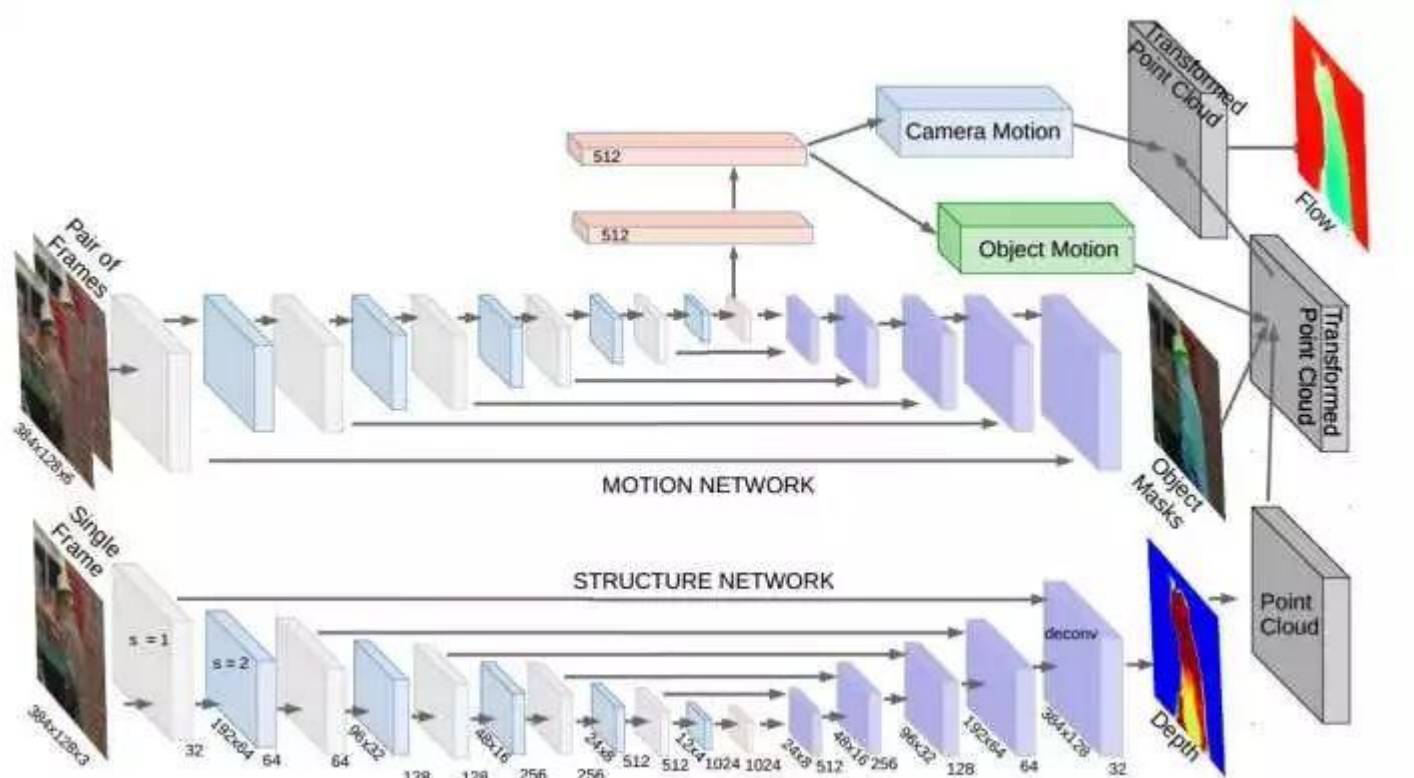 Transformed
Point Cloud
Camera Motion
512
512
Flow
Pair of
Frames
Object Motion
Transformed
Point Cloud
384x128x6
MOTION NETWORK
Object
Masks
Single
Frame
STRUCTURE NETWORK
s = 1
s = 2
deconv
Point
Cloud
384x128x3
32
192x64
64
64
96x32
128
128
48x16
256
256
24x8
512
512
12x4
1024
1024
24x8
512
48x16
256
96x32
128
192x64
64
384x128
32
Depth